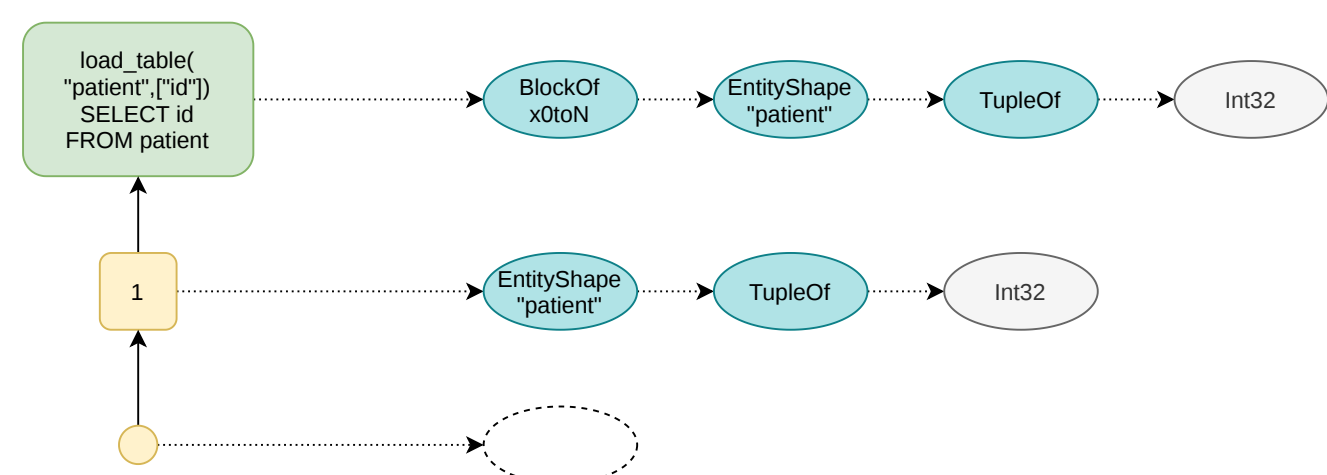 load_table(
"patient",["id"])
SELECT id
FROM patient
BlockOf
x0toN
EntityShape
"patient"
TupleOf
Int32
1
EntityShape
"patient"
TupleOf
Int32